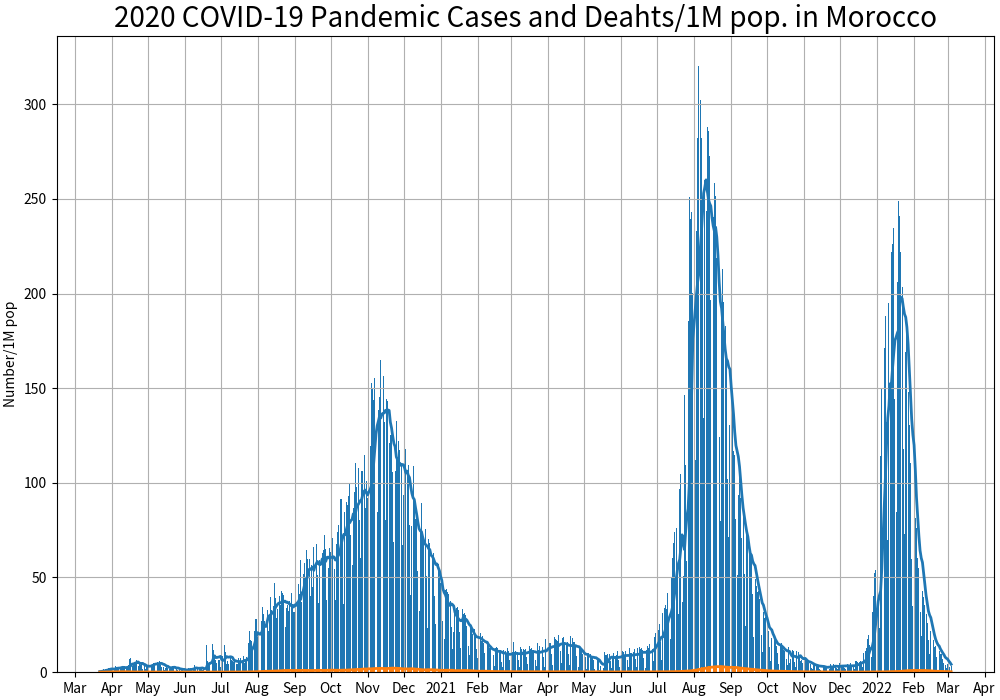 2020 COVID-19 Pandemic Cases and Deahts/1M pop. in Morocco
Number/1M pop
300
250
200
150
100
50
0
Mar Apr May Jun Jul Aug Sep Oct Nov Dec 2021 Feb Mar Apr May Jun Jul Aug Sep Oct Nov Dec 2022 Feb Mar Apr